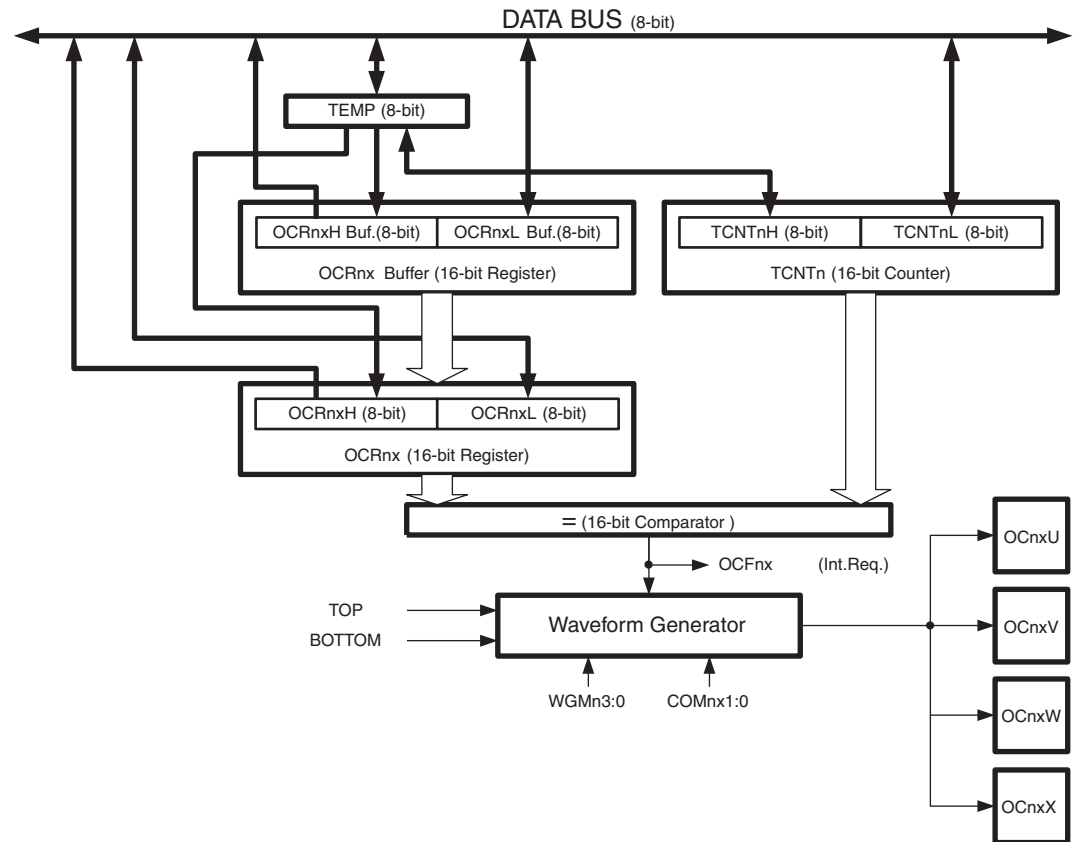 DATA BUS (8-bit)
TEMP (8-bit)
OCRnxH Buf.(8-bit) OCRnxL Buf.(8-bit)
OCRnx Buffer (16-bit Register)
TCNTnH (8-bit) TCNTnL (8-bit)
TCNTn (16-bit Counter)
OCRnxH (8-bit) OCRnxL (8-bit)
OCRnx (16-bit Register)
= (16-bit Comparator )
OCFnx (Int.Req.)
TOP
BOTTOM
Waveform Generator
WGMn3:0 COMnx1:0
OCnxU
OCnxV
OCnxW
OCnxX